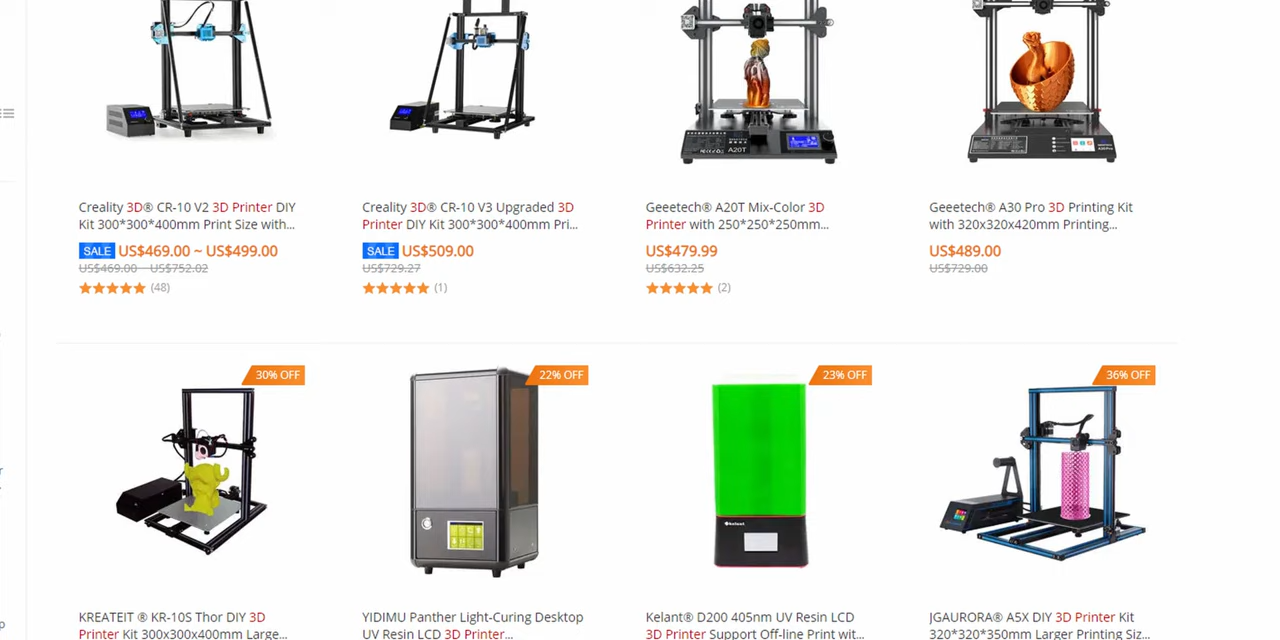 A20T
Creality 3D® CR-10 V2 3D Printer DIY
Kit 300*300*400mm Print Size with...
SALE US$469.00 ~ US$499.00
US$469.00 ~ US$752.02
(48)
Creality 3D® CR-10 V3 Upgraded 3D
Printer DIY Kit 300*300*400mm Pri...
SALE US$509.00
US$729.27
(1)
Geeetech® A20T Mix-Color 3D
Printer with 250*250*250mm...
US$479.99
US$632.25
(2)
Geeetech® A30 Pro 3D Printing Kit
with 320x320x420mm Printing...
US$489.00
US$729.00
30% OFF
KREATEIT ® KR-10S Thor DIY 3D
Printer Kit 300x300x400mm Large...
22% OFF
YIDIMU Panther Light-Curing Desktop
UV Resin LCD 3D Printer...
23% OFF
kelant
Kelant® D200 405nm UV Resin LCD
3D Printer Support Off-line Print wit...
36% OFF
JGAURORA® A5X DIY 3D Printer Kit
320*320*350mm Larger Printing Siz...